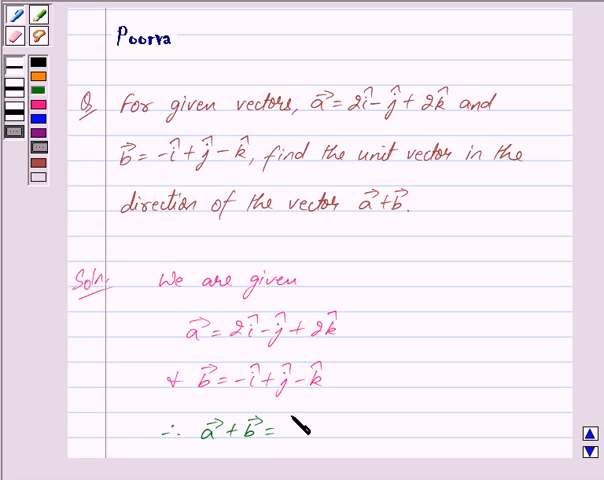 Poorva
Q For given vectors, a⃗ = 2î - ĵ + 2k̂ and
b⃗ = -î + ĵ - k̂, find the unit vector in the
direction of the vector a⃗ + b⃗.
Soln: We are given
a⃗ = 2î - ĵ + 2k̂
& b⃗ = -î + ĵ - k̂
∴ a⃗ + b⃗ =